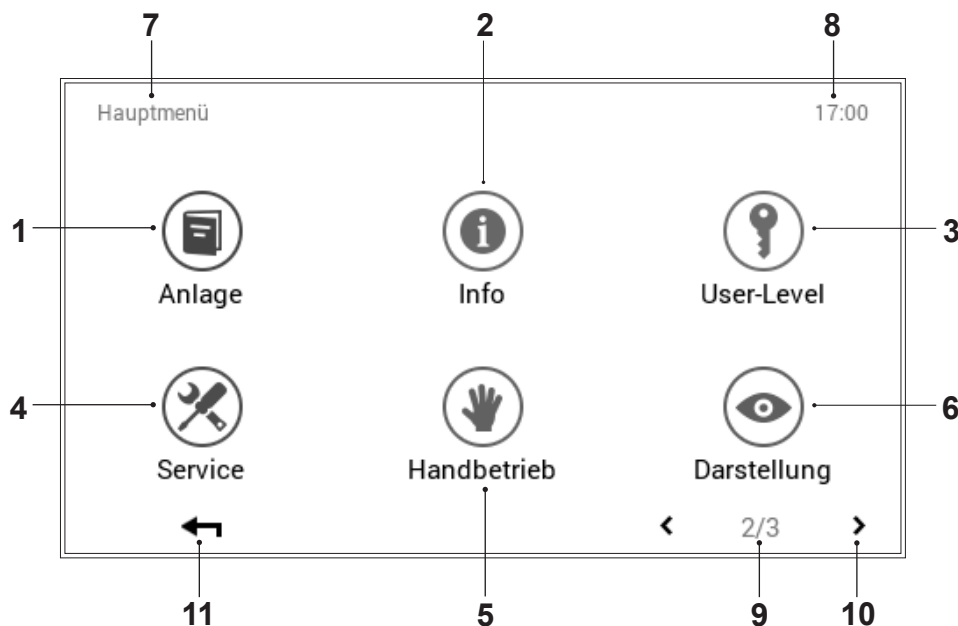 7 2 8
Hauptmenü 17:00
1 3
Anlage Info User-Level
4 6
Service Handbetrieb Darstellung
2/3
11 5 9 10